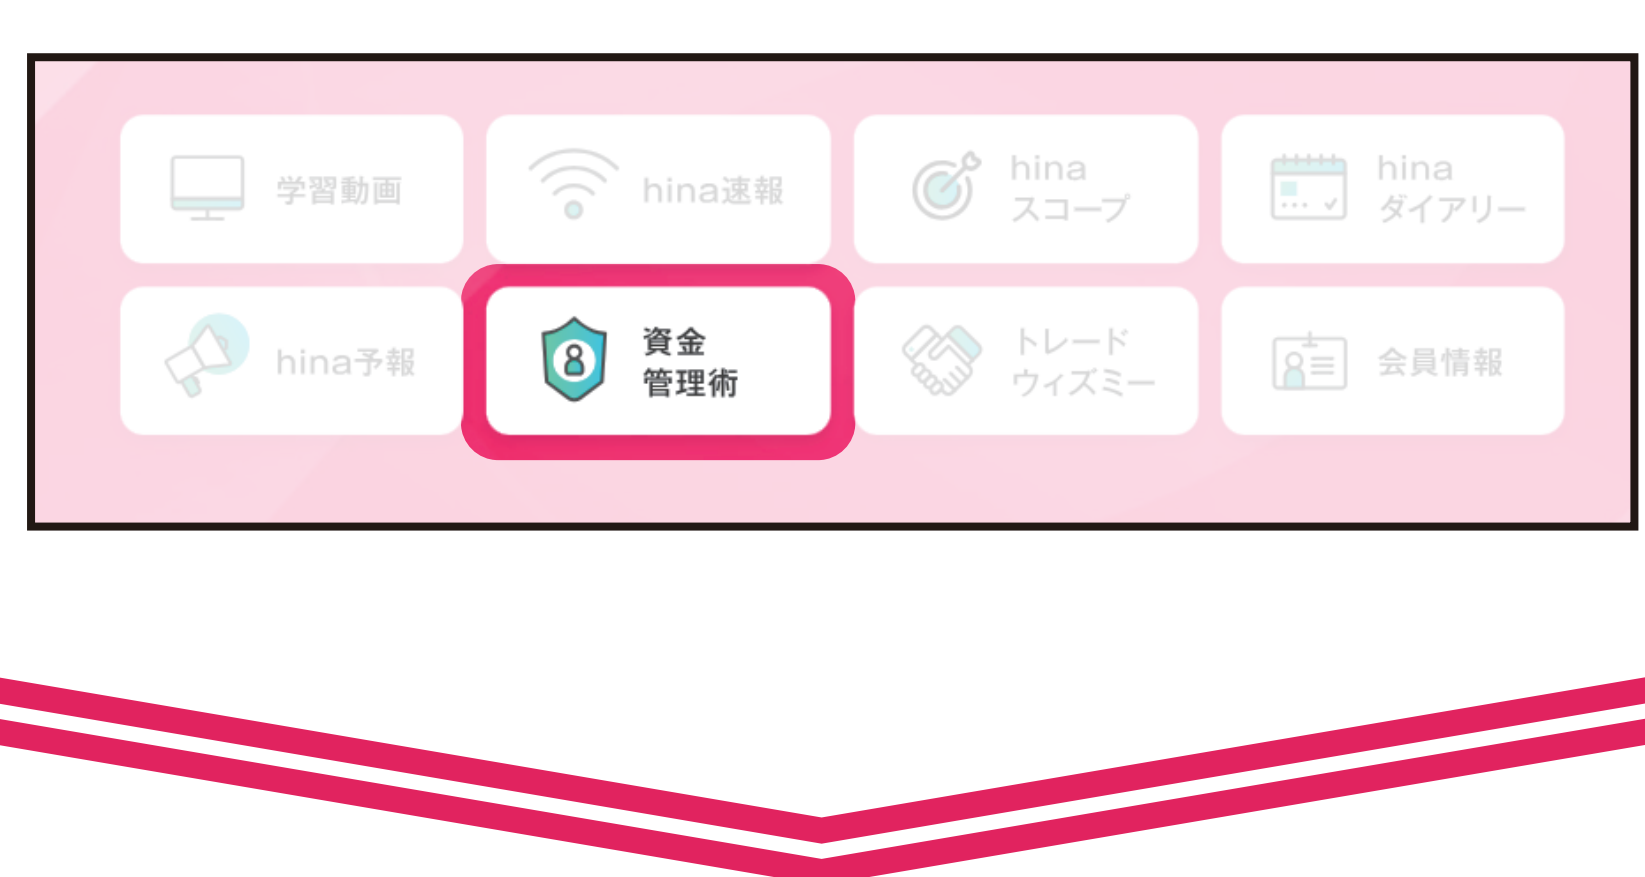 学習動画
hina速報
hina
スコープ
hina
ダイアリー
hina予報
資金
管理術
トレード
ウィズミー
会員情報